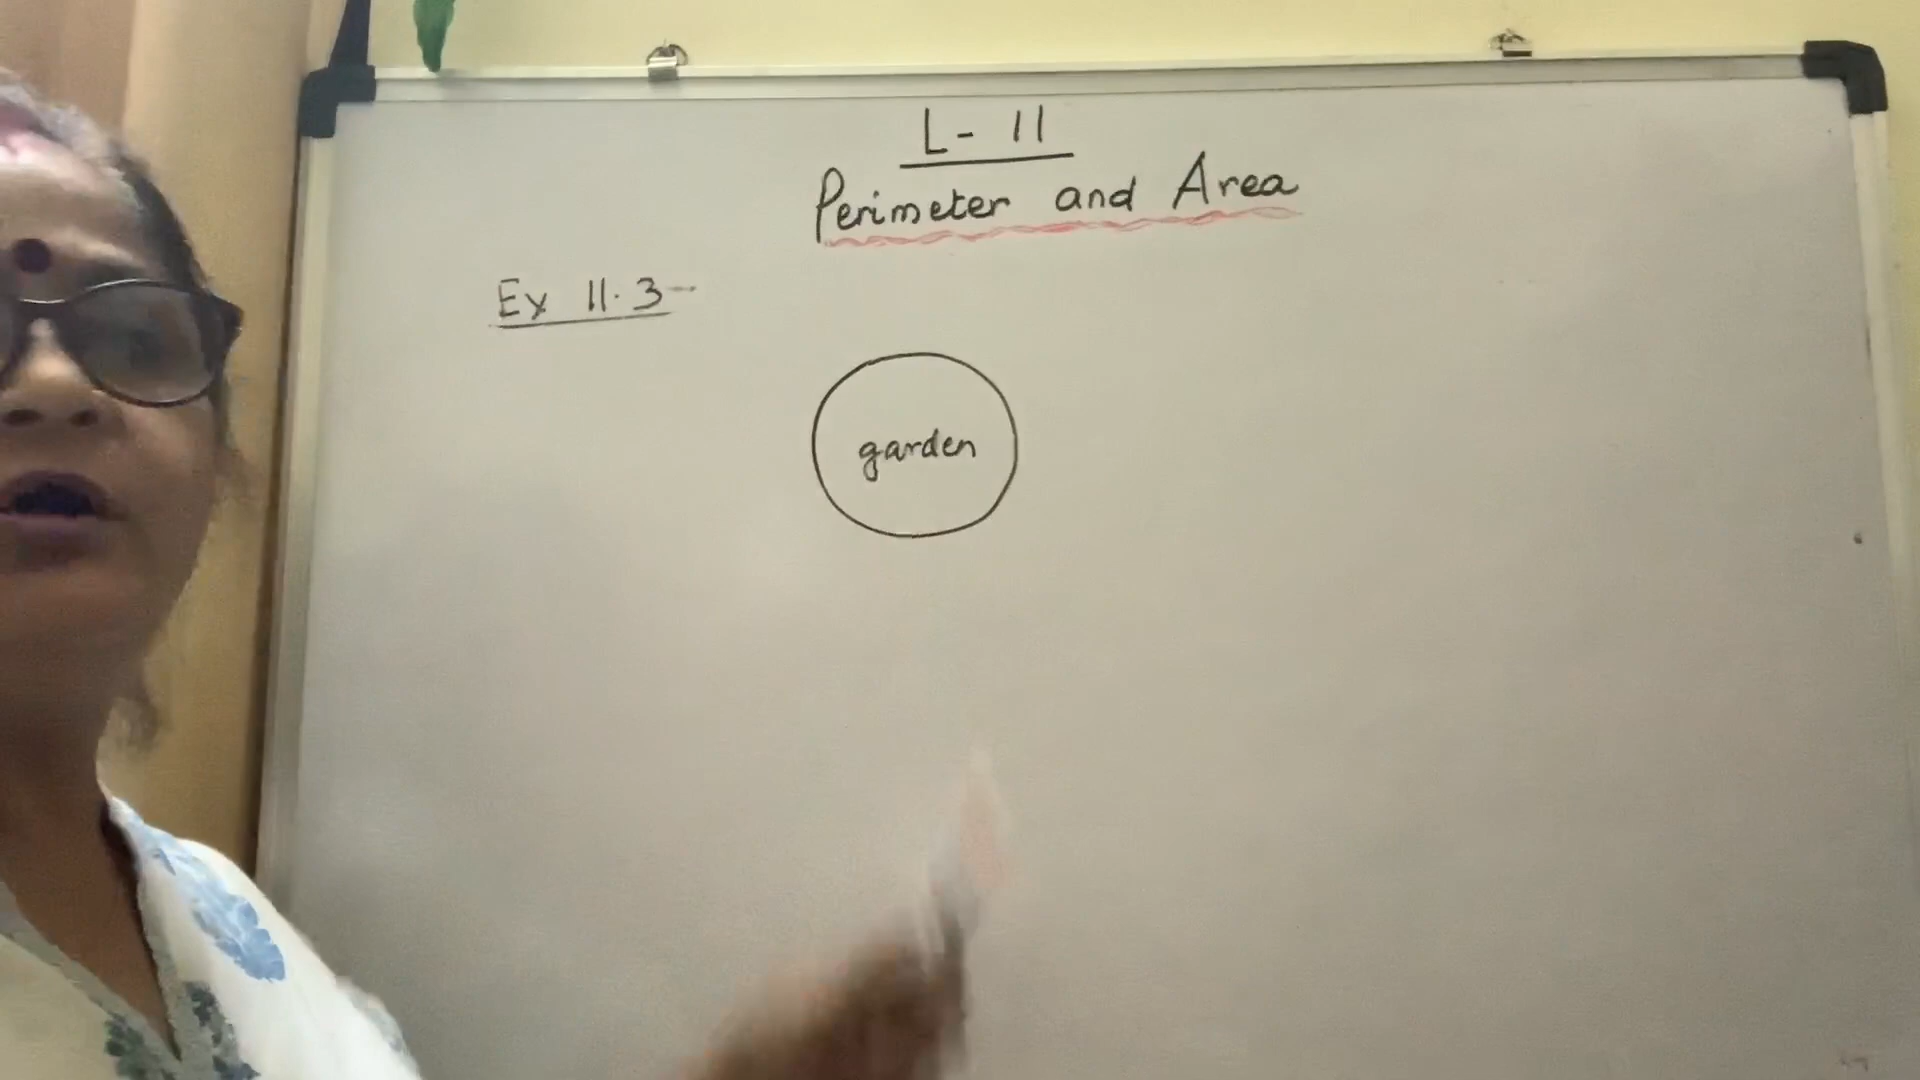 L- 11
Perimeter and Area
Ex 11.3-
garden